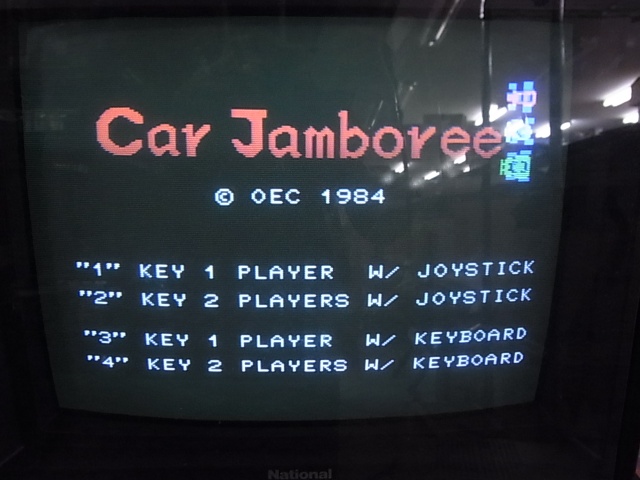 Car Jamboree
© OEC 1984
"1" KEY 1 PLAYER W/ JOYSTICK
"2" KEY 2 PLAYERS W/ JOYSTICK
"3" KEY 1 PLAYER W/ KEYBOARD
"4" KEY 2 PLAYERS W/ KEYBOARD
National